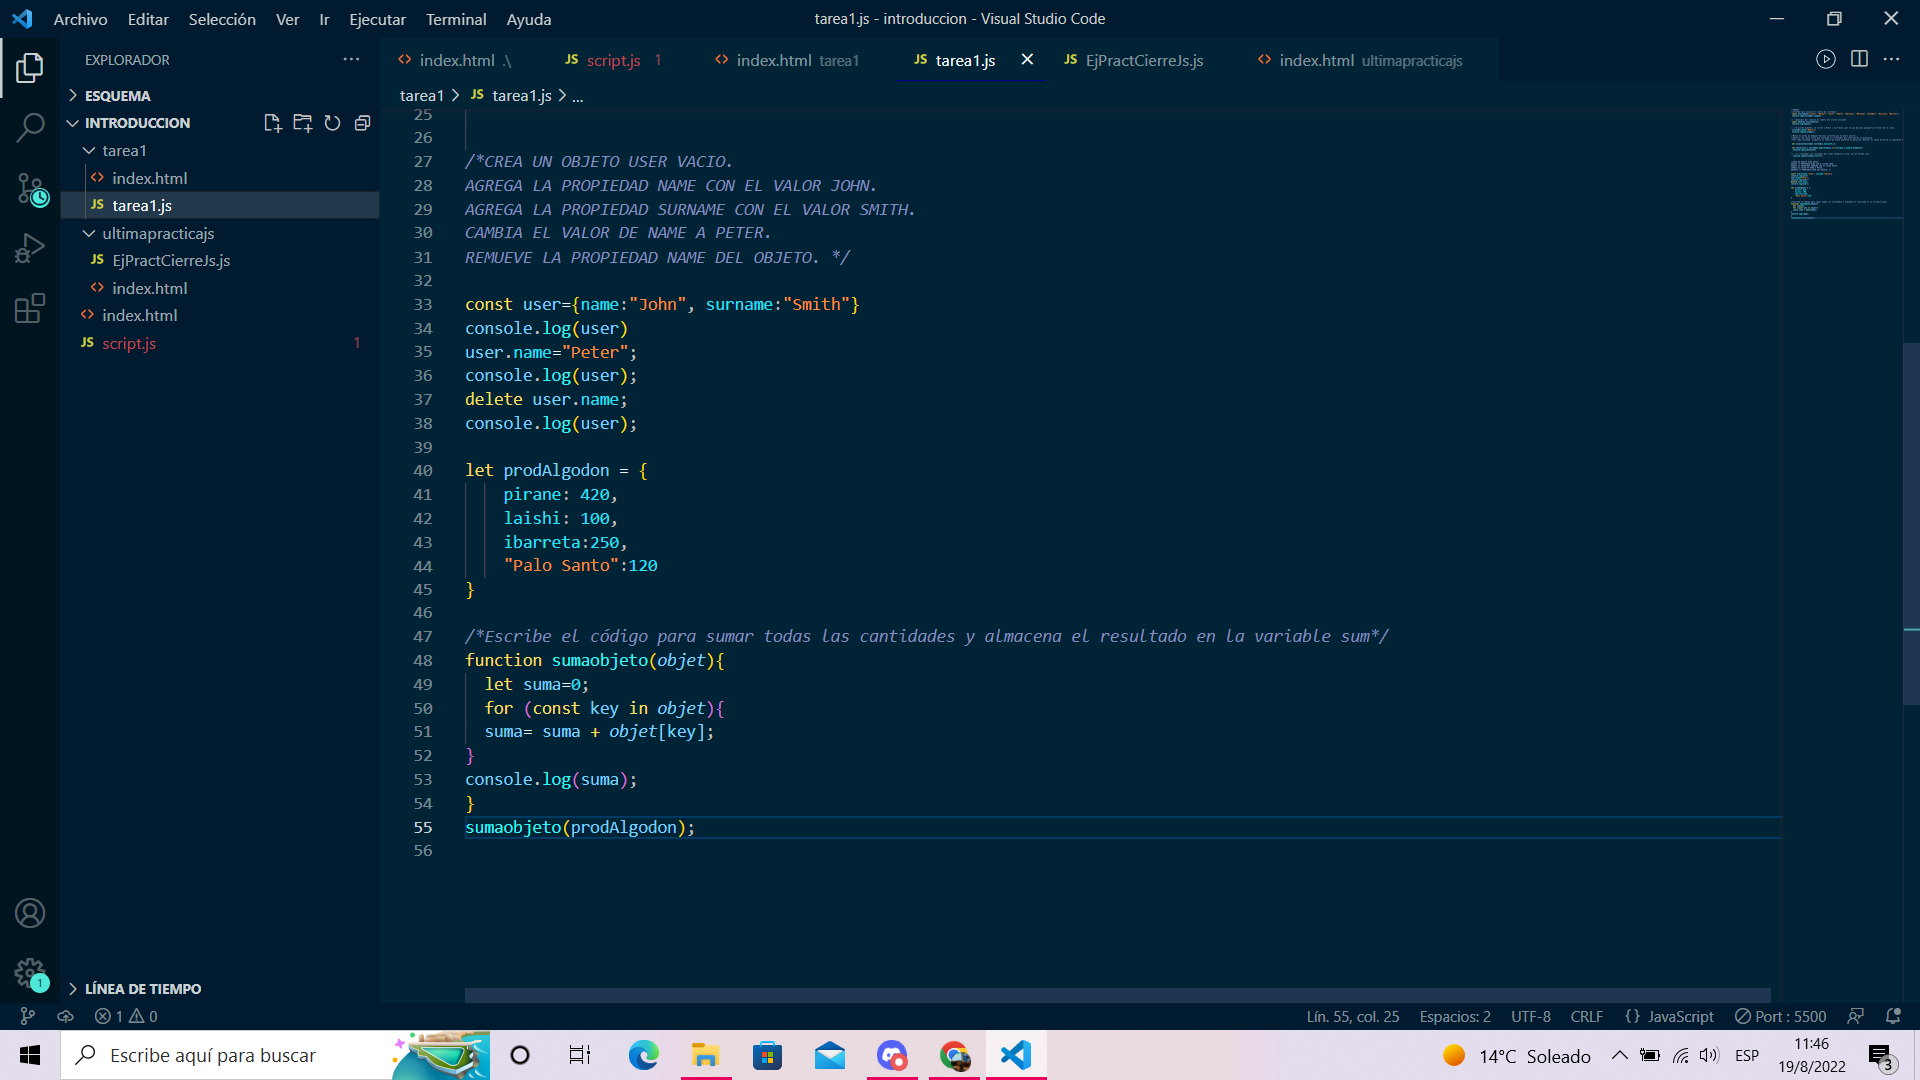 Archivo Editar Selección Ver Ir Ejecutar Terminal Ayuda
tarea1.js - introduccion - Visual Studio Code
EXPLORADOR
ESQUEMA
INTRODUCCION
tarea1
index.html
JS tarea1.js
ultimapracticajs
JS EjPractCierreJs.js
index.html
index.html
JS script.js 1
LÍNEA DE TIEMPO
1
index.html .\
JS script.js 1
index.html tarea1
JS tarea1.js
JS EjPractCierreJs.js
index.html ultimapracticajs
tarea1 > JS tarea1.js > ...
25
26
27 /*CREA UN OBJETO USER VACIO.
28 AGREGA LA PROPIEDAD NAME CON EL VALOR JOHN.
29 AGREGA LA PROPIEDAD SURNAME CON EL VALOR SMITH.
30 CAMBIA EL VALOR DE NAME A PETER.
31 REMUEVE LA PROPIEDAD NAME DEL OBJETO. */
32
33 const user={name:"John", surname:"Smith"}
34 console.log(user)
35 user.name="Peter";
36 console.log(user);
37 delete user.name;
38 console.log(user);
39
40 let prodAlgodon = {
41 pirane: 420,
42 laishi: 100,
43 ibarreta:250,
44 "Palo Santo":120
45 }
46
47 /*Escribe el código para sumar todas las cantidades y almacena el resultado en la variable sum*/
48 function sumaobjeto(objet){
49 let suma=0;
50 for (const key in objet){
51 suma= suma + objet[key];
52 }
53 console.log(suma);
54 }
55 sumaobjeto(prodAlgodon);
56
1 0
Lín. 55, col. 25 Espacios: 2 UTF-8 CRLF {} JavaScript Port : 5500
Escribe aquí para buscar
14°C Soleado
ESP
11:46
19/8/2022
3